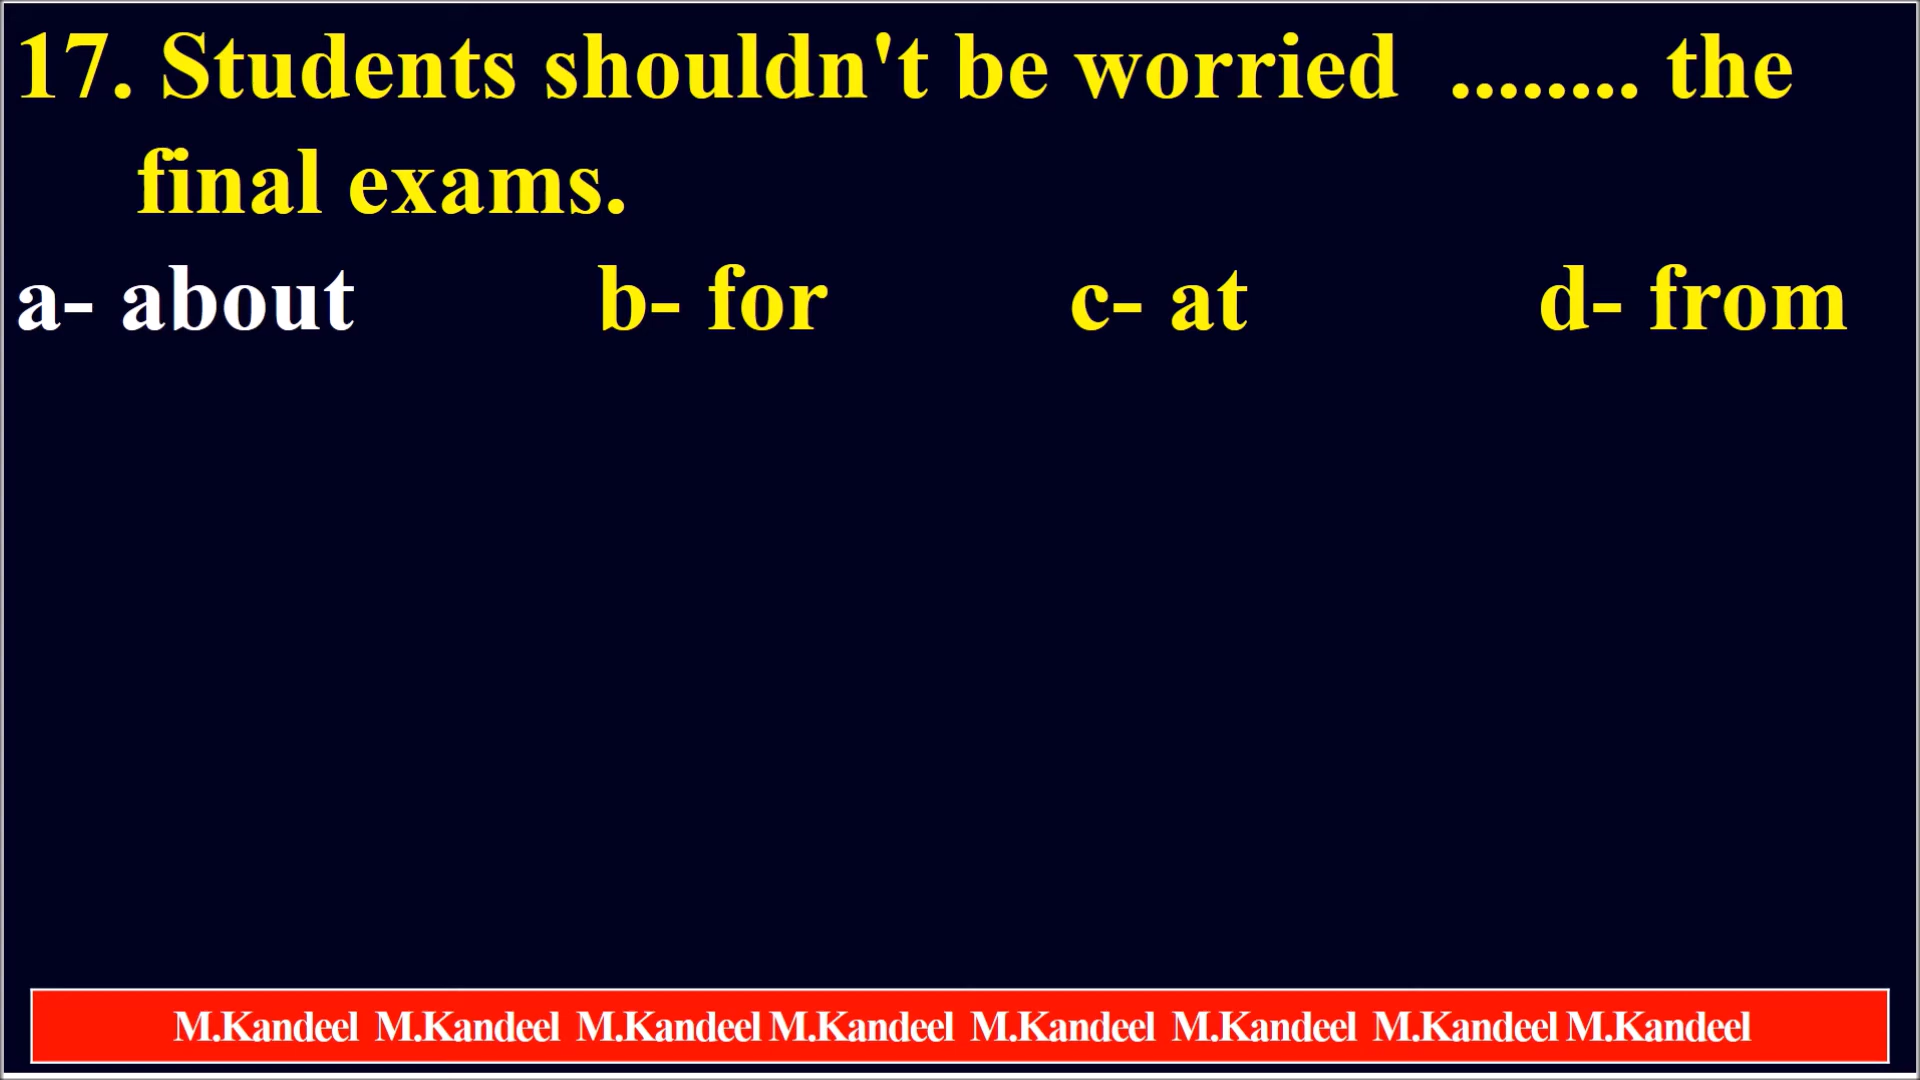 17. Students shouldn't be worried ........ the
final exams.
a- about b- for c- at d- from
M.Kandeel M.Kandeel M.Kandeel M.Kandeel M.Kandeel M.Kandeel M.Kandeel M.Kandeel